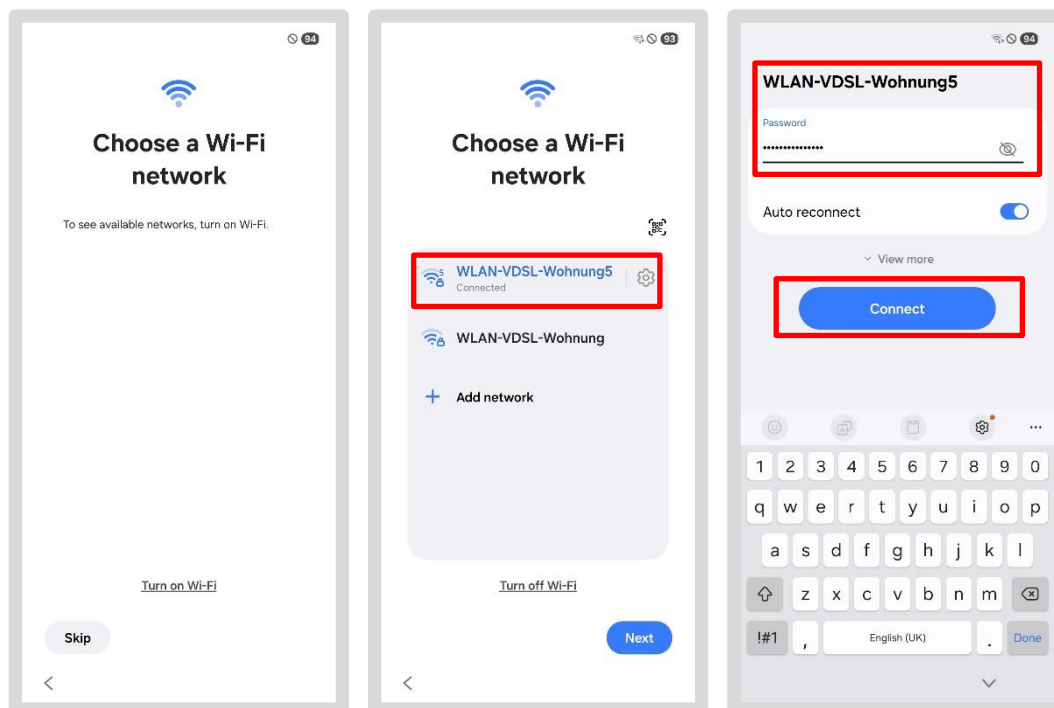 94
Choose a Wi-Fi
network
To see available networks, turn on Wi-Fi.
Turn on Wi-Fi
Skip
93
Choose a Wi-Fi
network
5
WLAN-VDSL-Wohnung5
Connected
WLAN-VDSL-Wohnung
+ Add network
Turn off Wi-Fi
Next
94
WLAN-VDSL-Wohnung5
Password
•••••••••••••••
Auto reconnect
View more
Connect
1 2 3 4 5 6 7 8 9 0
q w e r t y u i o p
a s d f g h j k l
z x c v b n m
!#1 , English (UK) . Done